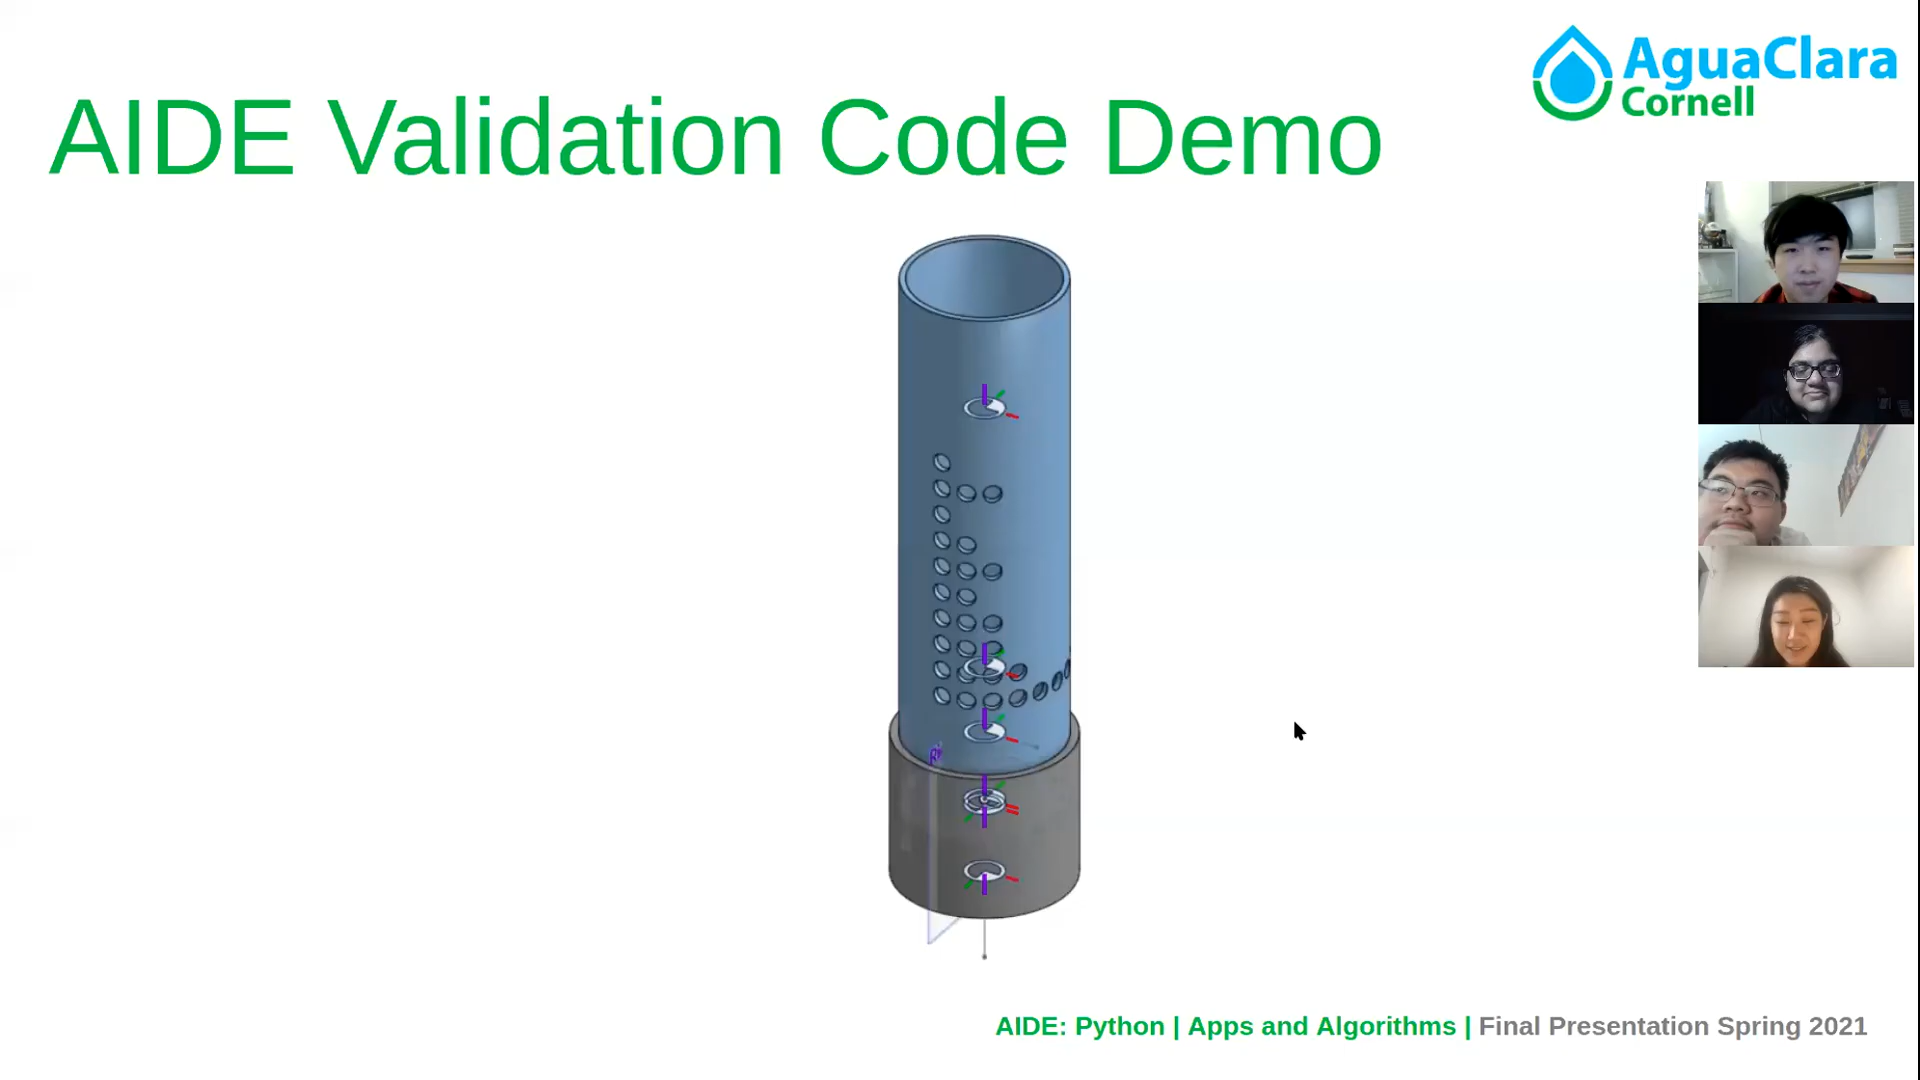 AguaClara
Cornell
AIDE Validation Code Demo
AIDE: Python | Apps and Algorithms | Final Presentation Spring 2021